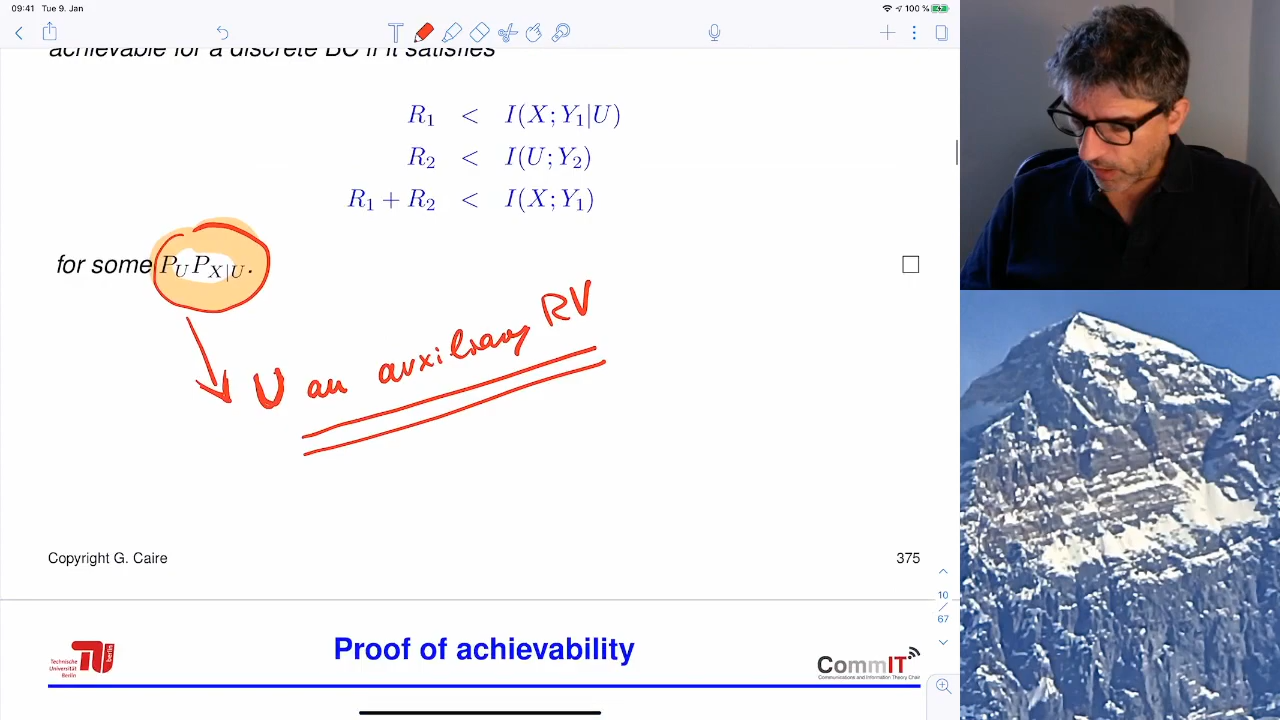 09:41 Tue 9. Jan
100 %
achievable for a discrete BC if it satisfies
R₁ < I(X;Y₁|U)
R₂ < I(U;Y₂)
R₁ + R₂ < I(X;Y₁)
for some P_U P_{X|U}.
U an auxiliary RV
Copyright G. Caire
375
10
/
67
Technische
Universität
Berlin
berlin
Proof of achievability
CommIT
Communications and Information Theory Chair